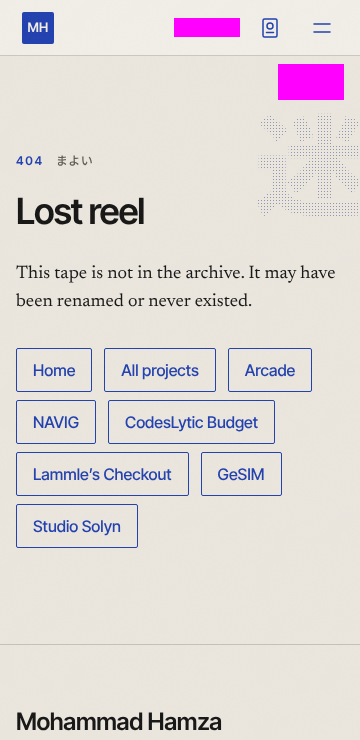 MH
404 まよい
迷
Lost reel
This tape is not in the archive. It may have
been renamed or never existed.
Home All projects Arcade
NAVIG CodesLytic Budget
Lammle’s Checkout GeSIM
Studio Solyn
Mohammad Hamza